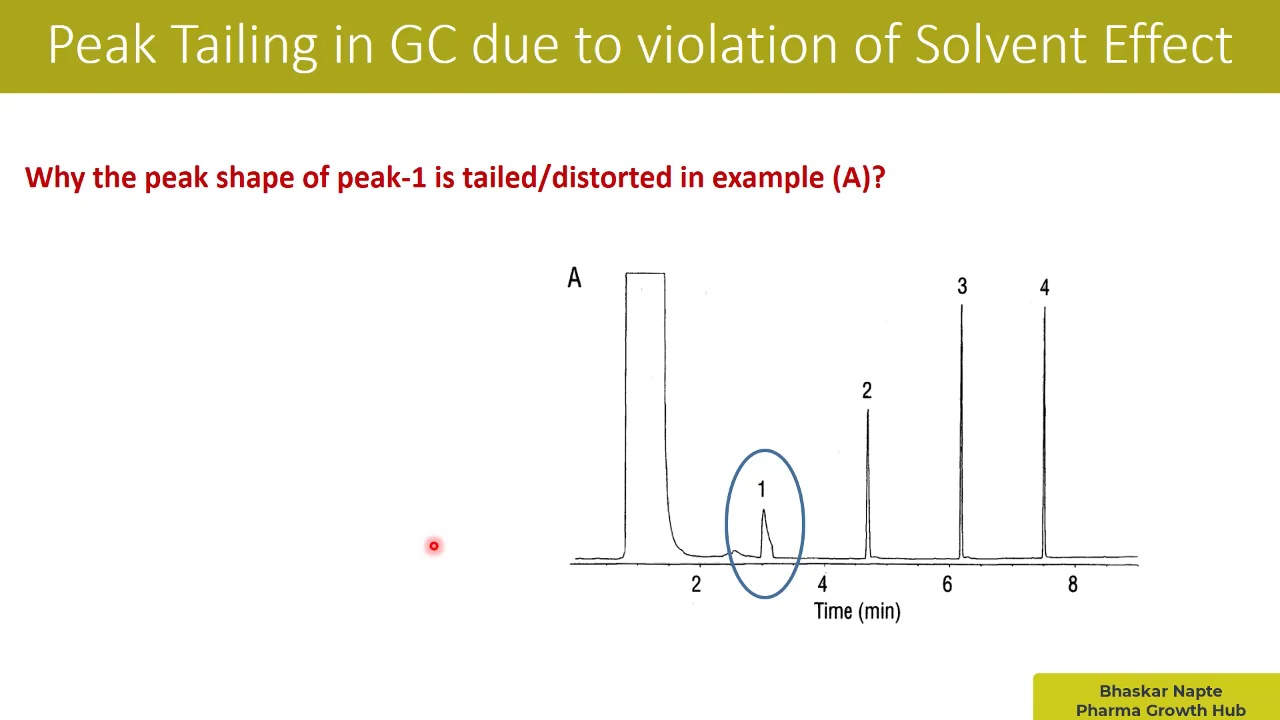 Peak Tailing in GC due to violation of Solvent Effect
Why the peak shape of peak-1 is tailed/distorted in example (A)?
A
1
2
3
4
2
4
6
8
Time (min)
Bhaskar Napte
Pharma Growth Hub